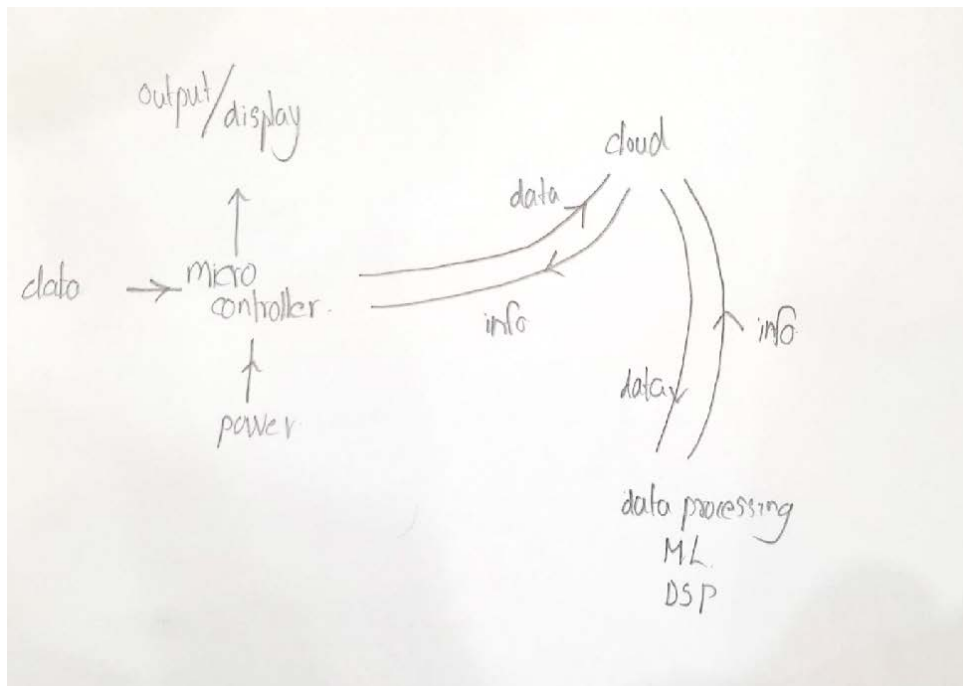 output/display
cloud
data
data
micro
controller.
info
info
power.
data
data processing
ML.
DSP